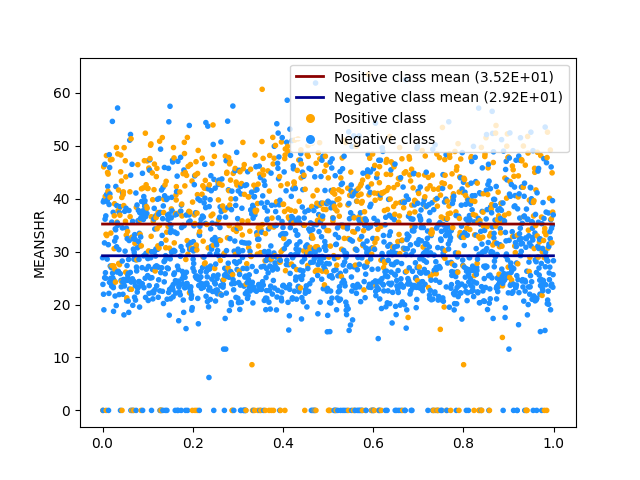 Positive class mean (3.52E+01)
Negative class mean (2.92E+01)
Positive class
Negative class
MEANSHR
60
50
40
30
20
10
0
0.0 0.2 0.4 0.6 0.8 1.0